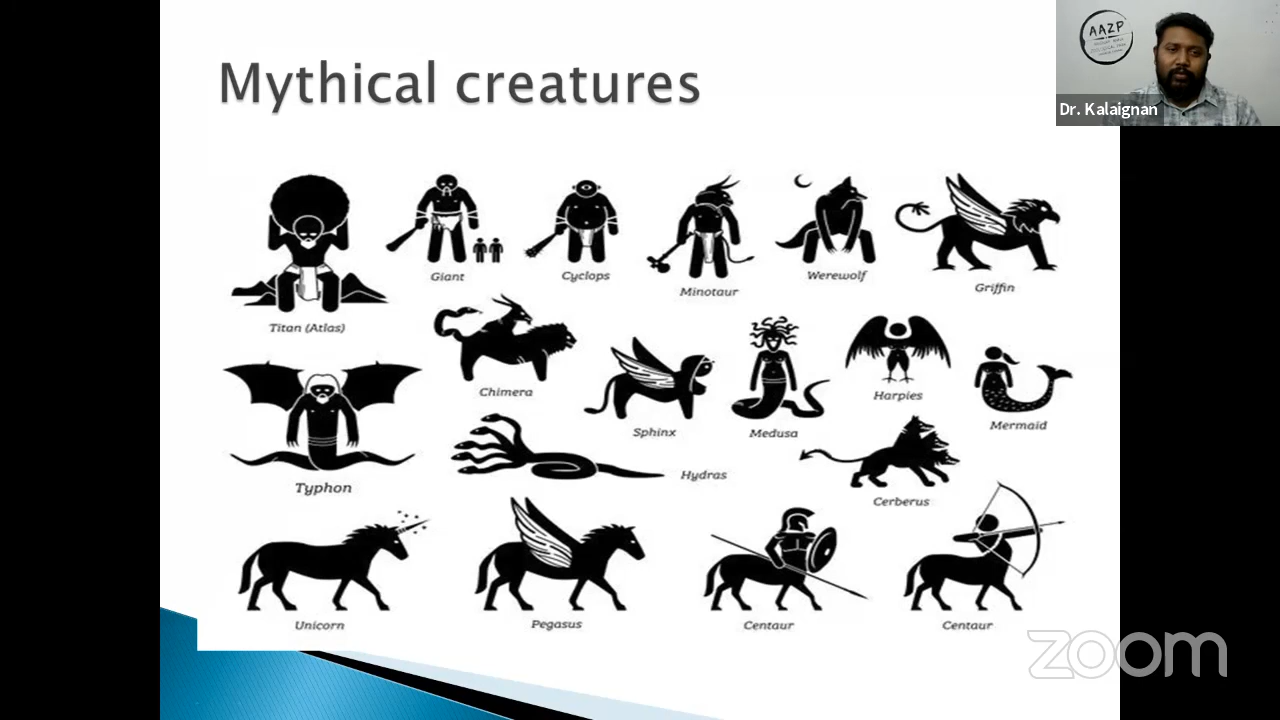 Mythical creatures
AAZP
Dr. Kalaignan
Giant
Cyclops
Minotaur
Werewolf
Griffin
Titan (Atlas)
Chimera
Sphinx
Medusa
Harpies
Mermaid
Typhon
Hydras
Cerberus
Unicorn
Pegasus
Centaur
Centaur
zoom